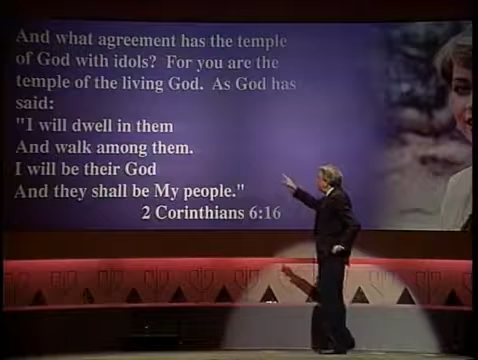 And what agreement has the temple
of God with idols?  For you are the
temple of the living God.  As God has
said:
"I will dwell in them
And walk among them.
I will be their God
And they shall be My people."
2 Corinthians 6:16